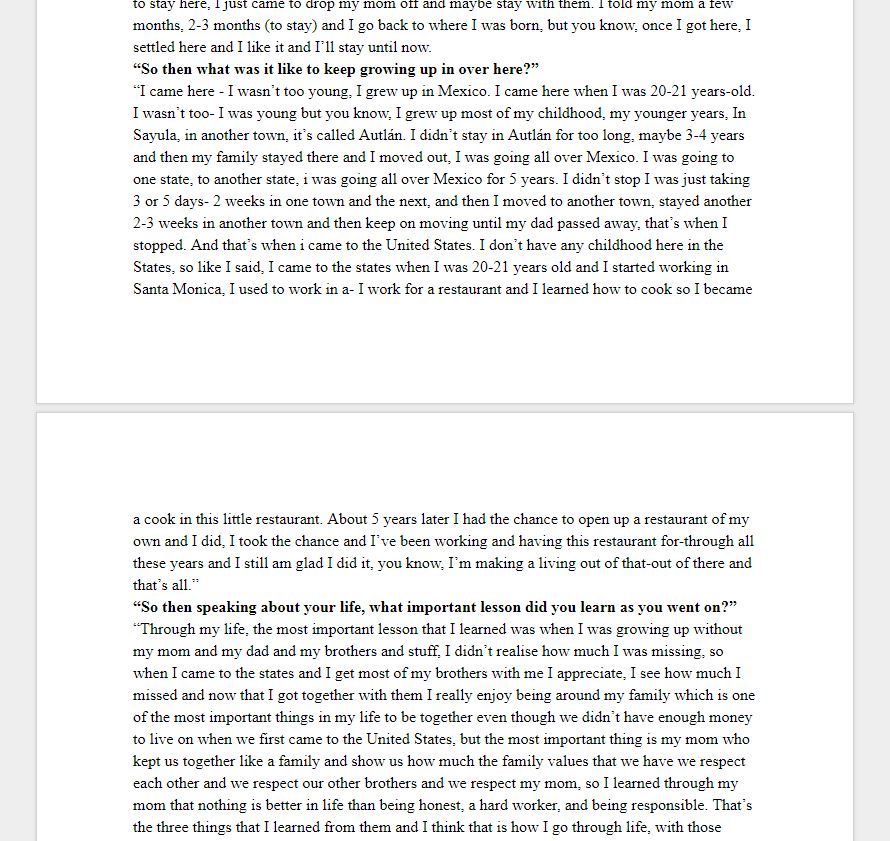 to stay here, I just came to drop my mom off and maybe stay with them. I told my mom a few
months, 2-3 months (to stay) and I go back to where I was born, but you know, once I got here, I
settled here and I like it and I’ll stay until now.
“So then what was it like to keep growing up in over here?”
“I came here - I wasn’t too young, I grew up in Mexico. I came here when I was 20-21 years-old.
I wasn’t too- I was young but you know, I grew up most of my childhood, my younger years, In
Sayula, in another town, it’s called Autlán. I didn’t stay in Autlán for too long, maybe 3-4 years
and then my family stayed there and I moved out, I was going all over Mexico. I was going to
one state, to another state, i was going all over Mexico for 5 years. I didn’t stop I was just taking
3 or 5 days- 2 weeks in one town and the next, and then I moved to another town, stayed another
2-3 weeks in another town and then keep on moving until my dad passed away, that’s when I
stopped. And that’s when i came to the United States. I don’t have any childhood here in the
States, so like I said, I came to the states when I was 20-21 years old and I started working in
Santa Monica, I used to work in a- I work for a restaurant and I learned how to cook so I became
a cook in this little restaurant. About 5 years later I had the chance to open up a restaurant of my
own and I did, I took the chance and I’ve been working and having this restaurant for-through all
these years and I still am glad I did it, you know, I’m making a living out of that-out of there and
that’s all.”
“So then speaking about your life, what important lesson did you learn as you went on?”
“Through my life, the most important lesson that I learned was when I was growing up without
my mom and my dad and my brothers and stuff, I didn’t realise how much I was missing, so
when I came to the states and I get most of my brothers with me I appreciate, I see how much I
missed and now that I got together with them I really enjoy being around my family which is one
of the most important things in my life to be together even though we didn’t have enough money
to live on when we first came to the United States, but the most important thing is my mom who
kept us together like a family and show us how much the family values that we have we respect
each other and we respect our other brothers and we respect my mom, so I learned through my
mom that nothing is better in life than being honest, a hard worker, and being responsible. That’s
the three things that I learned from them and I think that is how I go through life, with those